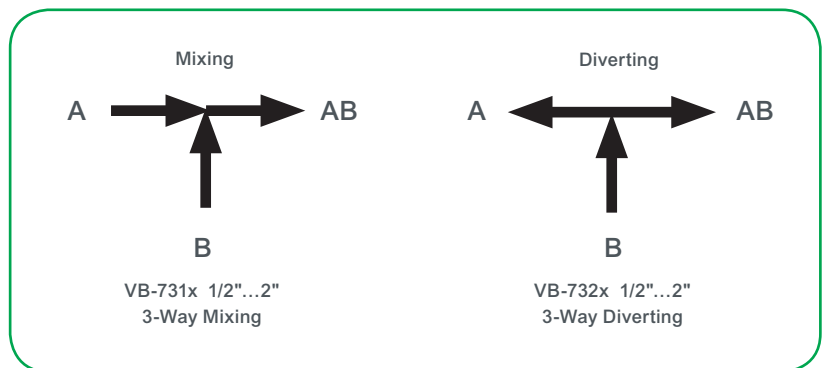 Mixing
A
AB
B
VB-731x 1/2"...2"
3-Way Mixing
Diverting
A
AB
B
VB-732x 1/2"...2"
3-Way Diverting